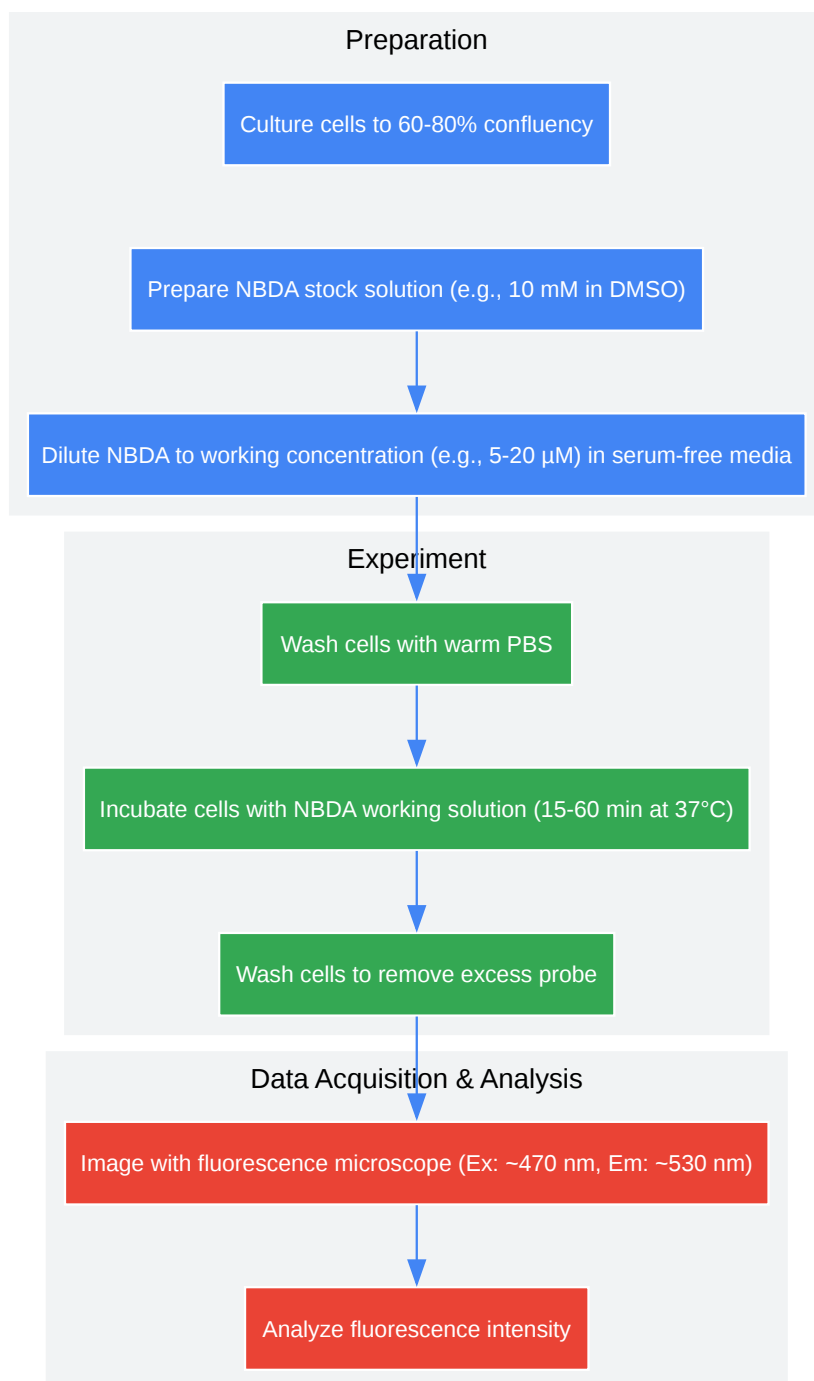 Preparation
Culture cells to 60-80% confluency
Prepare NBDA stock solution (e.g., 10 mM in DMSO)
Dilute NBDA to working concentration (e.g., 5-20 µM) in serum-free media
Experiment
Wash cells with warm PBS
Incubate cells with NBDA working solution (15-60 min at 37°C)
Wash cells to remove excess probe
Data Acquisition & Analysis
Image with fluorescence microscope (Ex: ~470 nm, Em: ~530 nm)
Analyze fluorescence intensity